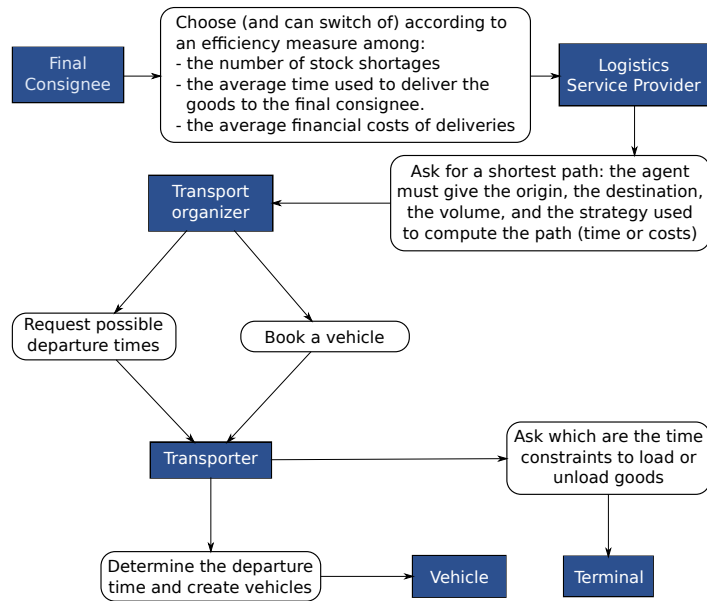 Choose (and can switch of) according to
an efficiency measure among:
- the number of stock shortages
- the average time used to deliver the
goods to the final consignee.
- the average financial costs of deliveries
Final
Consignee
Logistics
Service Provider
Ask for a shortest path: the agent
must give the origin, the destination,
the volume, and the strategy used
to compute the path (time or costs)
Transport
organizer
Request possible
departure times
Book a vehicle
Transporter
Ask which are the time
constraints to load or
unload goods
Determine the departure
time and create vehicles
Vehicle
Terminal